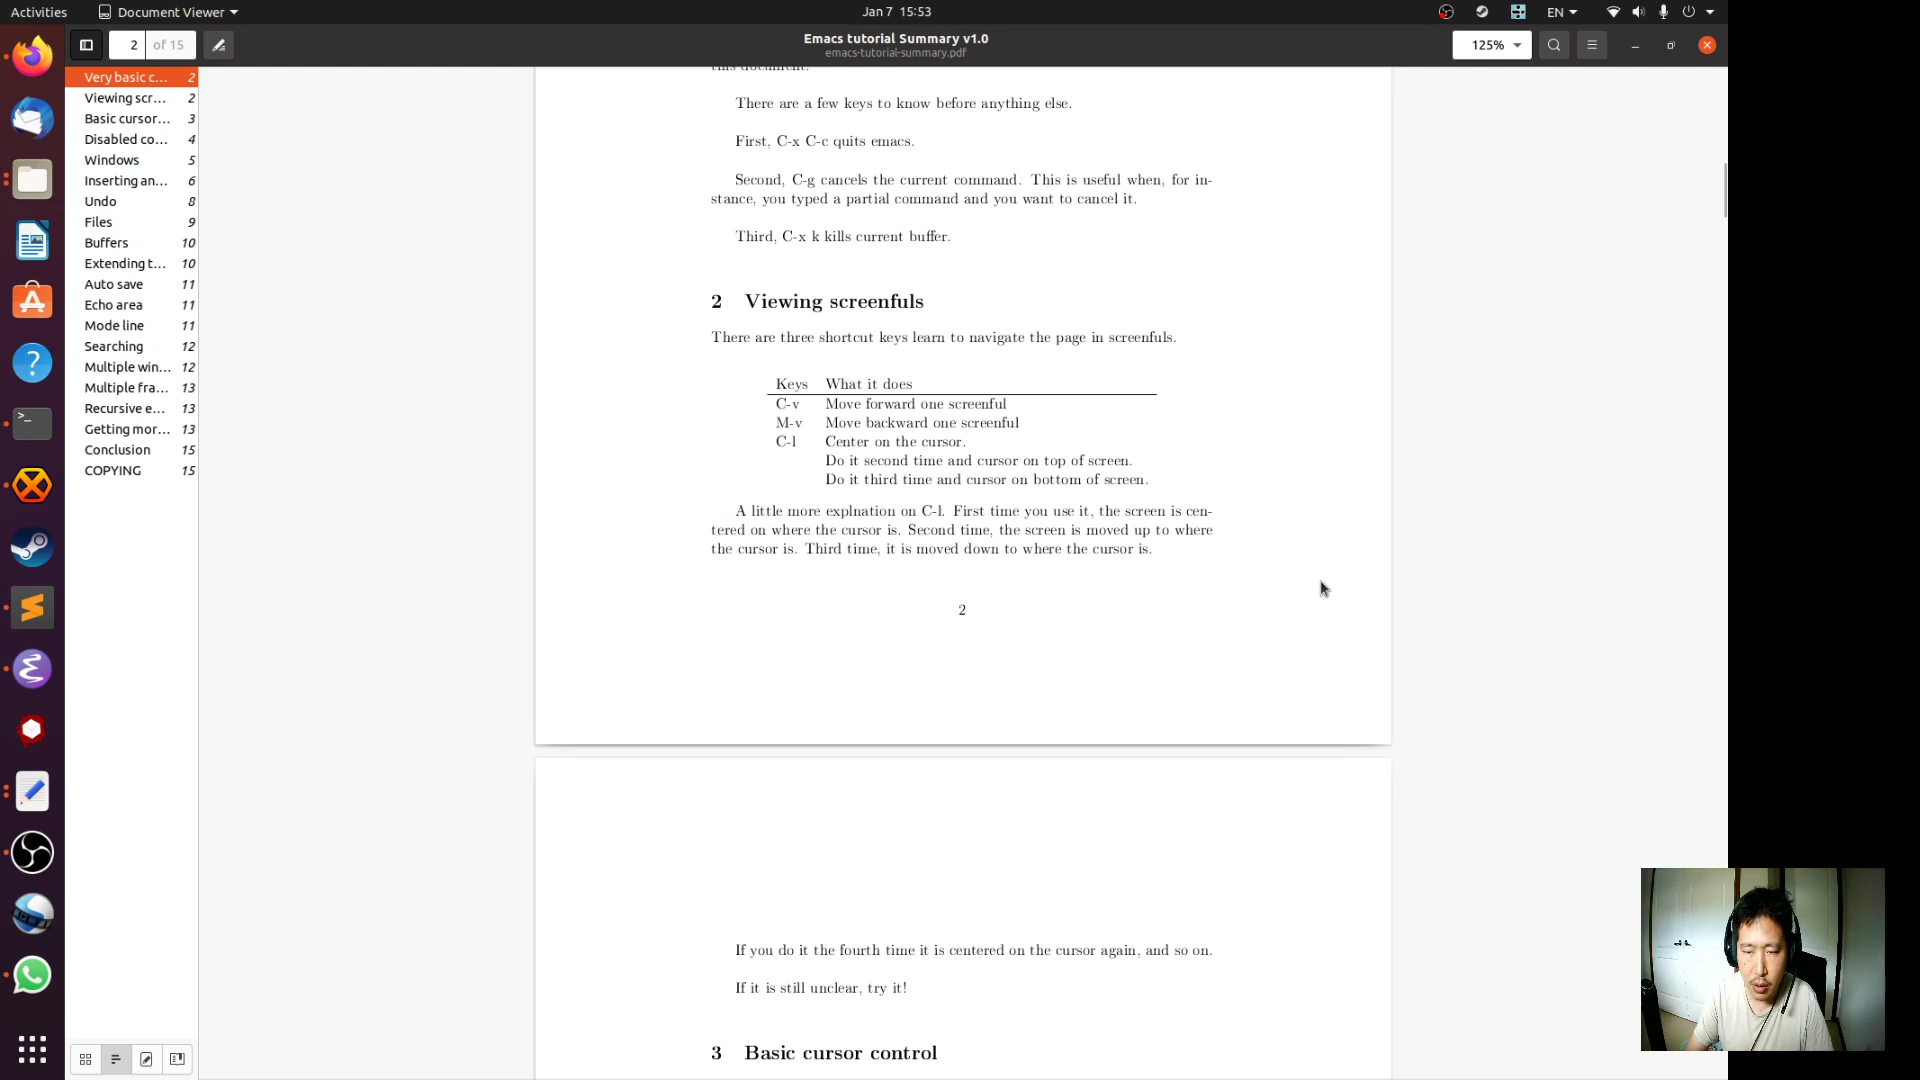 Activities
Document Viewer
Jan 7 15:53
EN
2
of 15
Emacs tutorial Summary v1.0
emacs-tutorial-summary.pdf
125%
Very basic c... 2
Viewing scr... 2
Basic cursor... 3
Disabled co... 4
Windows 5
Inserting an... 6
Undo 8
Files 9
Buffers 10
Extending t... 10
Auto save 11
Echo area 11
Mode line 11
Searching 12
Multiple win... 12
Multiple fra... 13
Recursive e... 13
Getting mor... 13
Conclusion 15
COPYING 15
this document.
There are a few keys to know before anything else.
First, C-x C-c quits emacs.
Second, C-g cancels the current command. This is useful when, for in-
stance, you typed a partial command and you want to cancel it.
Third, C-x k kills current buffer.
2 Viewing screenfuls
There are three shortcut keys learn to navigate the page in screenfuls.
Keys What it does
C-v Move forward one screenful
M-v Move backward one screenful
C-l Center on the cursor.
Do it second time and cursor on top of screen.
Do it third time and cursor on bottom of screen.
A little more explnation on C-l. First time you use it, the screen is cen-
tered on where the cursor is. Second time, the screen is moved up to where
the cursor is. Third time, it is moved down to where the cursor is.
2
If you do it the fourth time it is centered on the cursor again, and so on.
If it is still unclear, try it!
3 Basic cursor control